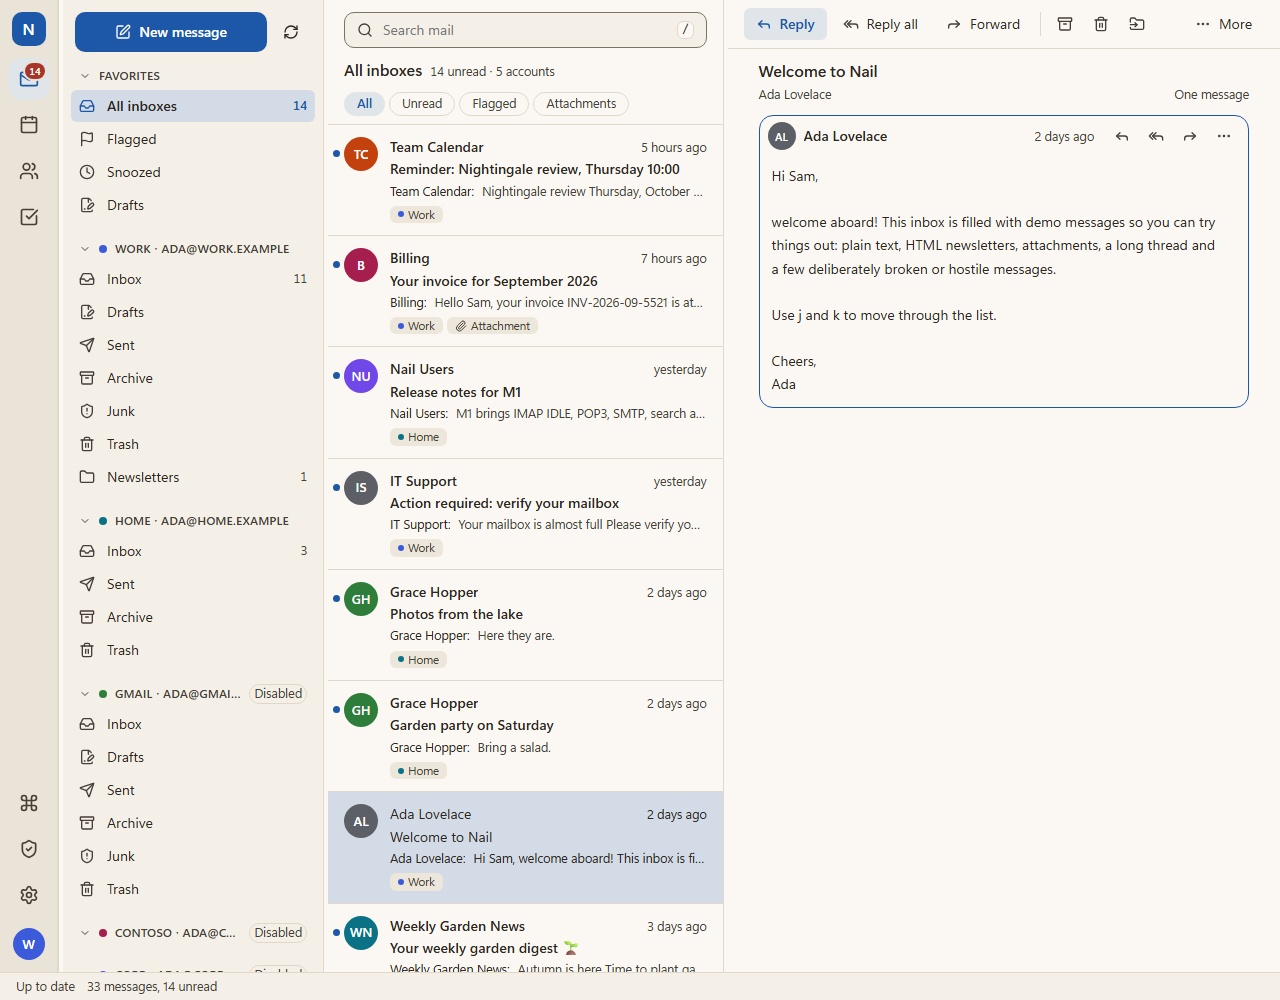 N
14
New message
FAVORITES
All inboxes 14
Flagged
Snoozed
Drafts
WORK · ADA@WORK.EXAMPLE
Inbox 11
Drafts
Sent
Archive
Junk
Trash
Newsletters 1
HOME · ADA@HOME.EXAMPLE
Inbox 3
Sent
Archive
Trash
GMAIL · ADA@GMAI... Disabled
Inbox
Drafts
Sent
Archive
Junk
Trash
CONTOSO · ADA@C... Disabled
W
Search mail /
All inboxes 14 unread · 5 accounts
All Unread Flagged Attachments
TC Team Calendar 5 hours ago
Reminder: Nightingale review, Thursday 10:00
Team Calendar: Nightingale review Thursday, October ...
Work
B Billing 7 hours ago
Your invoice for September 2026
Billing: Hello Sam, your invoice INV-2026-09-5521 is at...
Work Attachment
NU Nail Users yesterday
Release notes for M1
Nail Users: M1 brings IMAP IDLE, POP3, SMTP, search a...
Home
IS IT Support yesterday
Action required: verify your mailbox
IT Support: Your mailbox is almost full Please verify yo...
Work
GH Grace Hopper 2 days ago
Photos from the lake
Grace Hopper: Here they are.
Home
GH Grace Hopper 2 days ago
Garden party on Saturday
Grace Hopper: Bring a salad.
Home
AL Ada Lovelace 2 days ago
Welcome to Nail
Ada Lovelace: Hi Sam, welcome aboard! This inbox is fi...
Work
WN Weekly Garden News 3 days ago
Your weekly garden digest 🌱
Weekly Garden News: Autumn is here Time to plant ga...
Reply Reply all Forward More
Welcome to Nail
Ada Lovelace One message
AL Ada Lovelace 2 days ago
Hi Sam,
welcome aboard! This inbox is filled with demo messages so you can try
things out: plain text, HTML newsletters, attachments, a long thread and
a few deliberately broken or hostile messages.
Use j and k to move through the list.
Cheers,
Ada
Up to date 33 messages, 14 unread